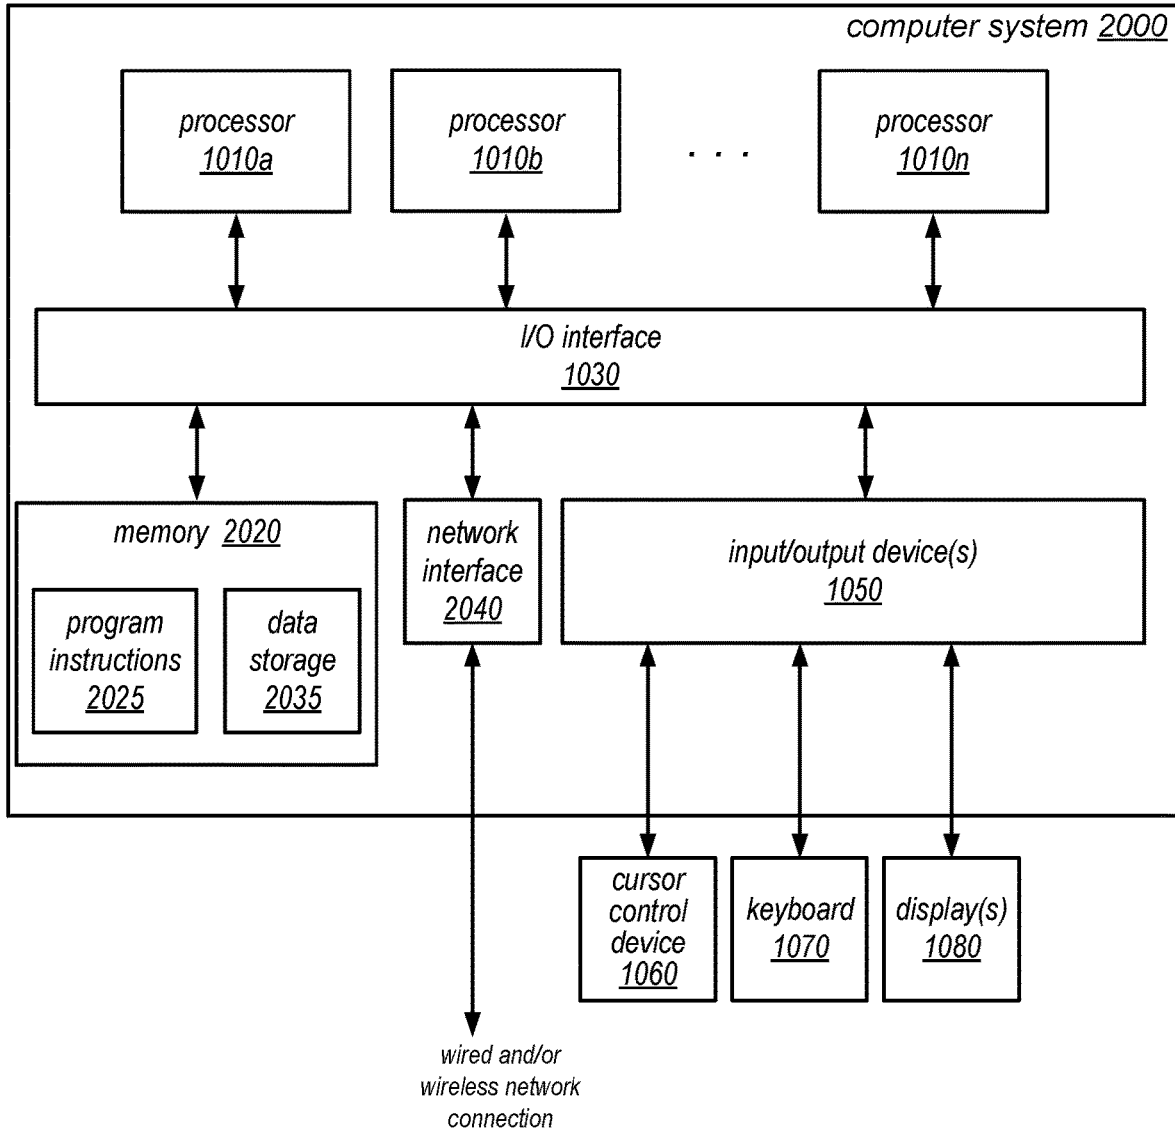 computer system 2000
processor
1010a
processor
1010b
. . .
processor
1010n
I/O interface
1030
memory 2020
program
instructions
2025
data
storage
2035
network
interface
2040
input/output device(s)
1050
cursor
control
device
1060
keyboard
1070
display(s)
1080
wired and/or
wireless network
connection